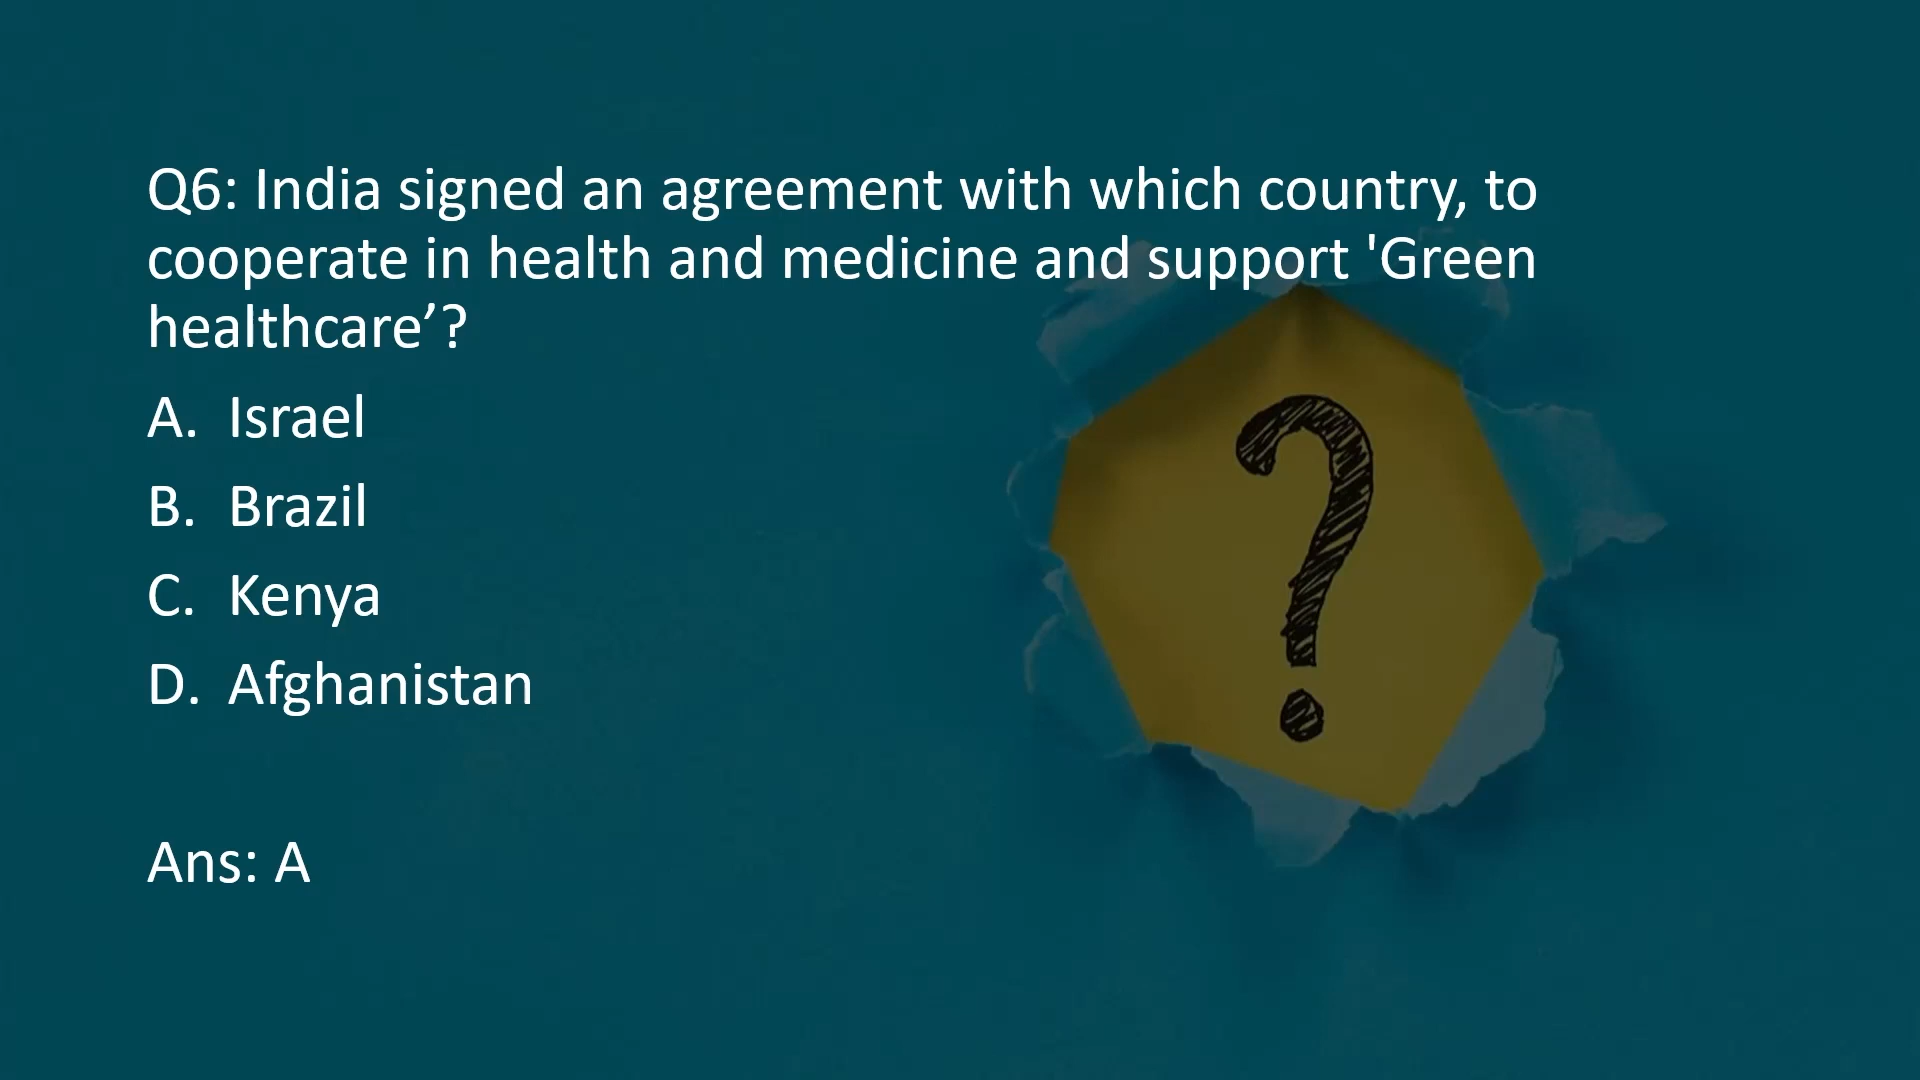 Q6: India signed an agreement with which country, to
cooperate in health and medicine and support 'Green
healthcare’?
A. Israel
B. Brazil
C. Kenya
D. Afghanistan
Ans: A
?